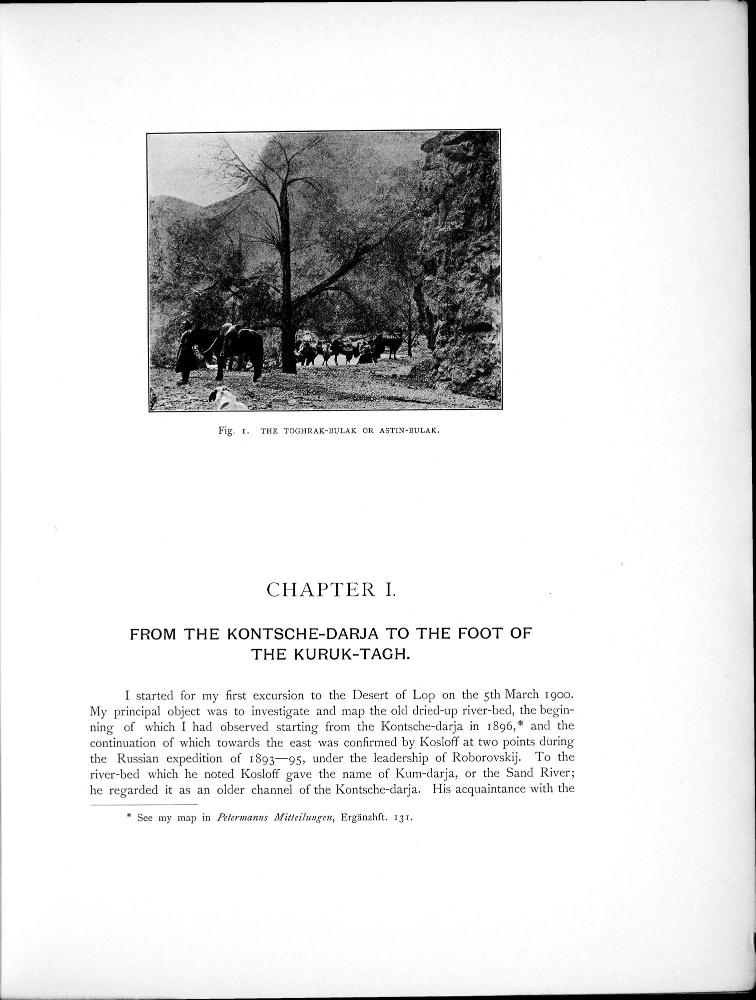 Fig. 1. THE TOGHRAK-BULAK OR ASTIN-BULAK.
CHAPTER I.
FROM THE KONTSCHE-DARJA TO THE FOOT OF
THE KURUK-TAGH.
I started for my first excursion to the Desert of Lop on the 5th March 1900.
My principal object was to investigate and map the old dried-up river-bed, the begin-
ning of which I had observed starting from the Kontsche-darja in 1896,* and the
continuation of which towards the east was confirmed by Kosloff at two points during
the Russian expedition of 1893—95, under the leadership of Roborovskij. To the
river-bed which he noted Kosloff gave the name of Kum-darja, or the Sand River;
he regarded it as an older channel of the Kontsche-darja. His acquaintance with the
* See my map in Petermanns Mitteilungen, Ergänzhft. 131.